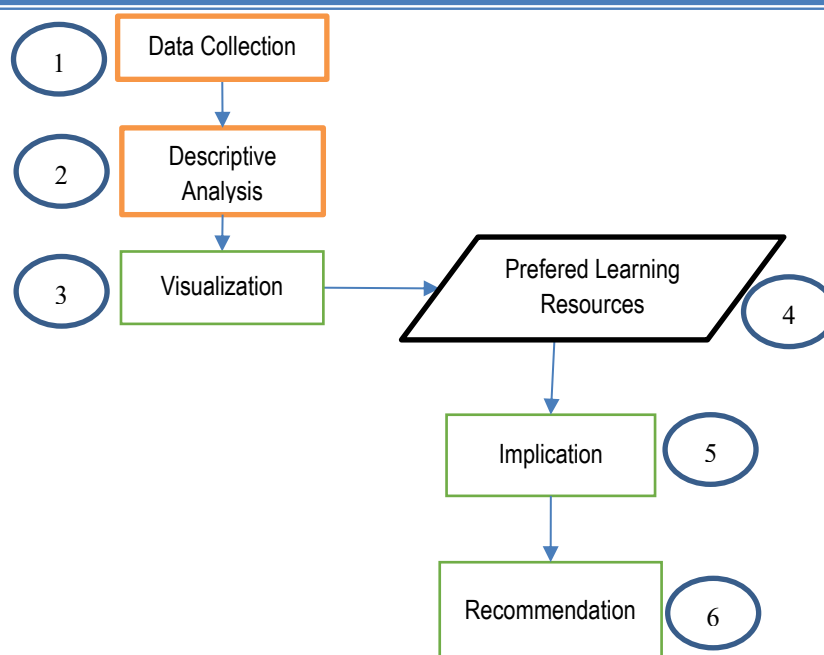 1
Data Collection
2
Descriptive
Analysis
3
Visualization
Prefered Learning
Resources
4
Implication
5
Recommendation
6